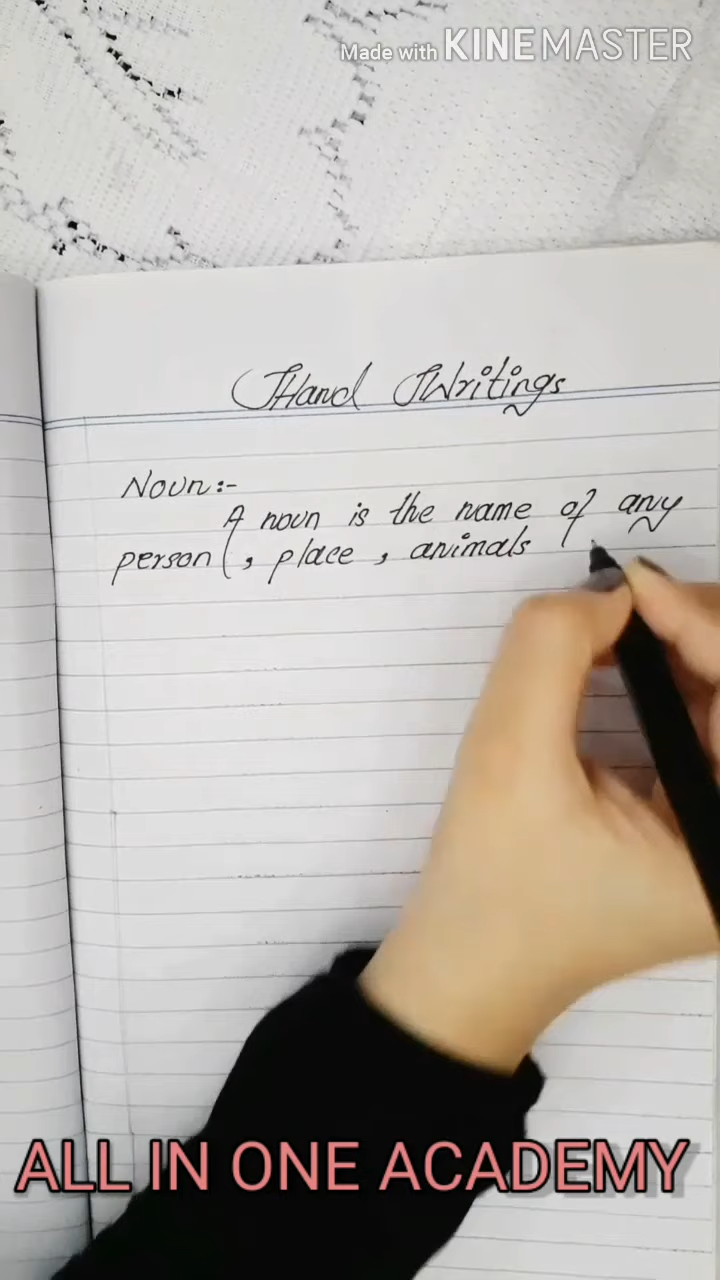 Made with KINEMASTER
Hand Writings
Noun:-
A noun is the name of any
person , place , animals
ALL IN ONE ACADEMY